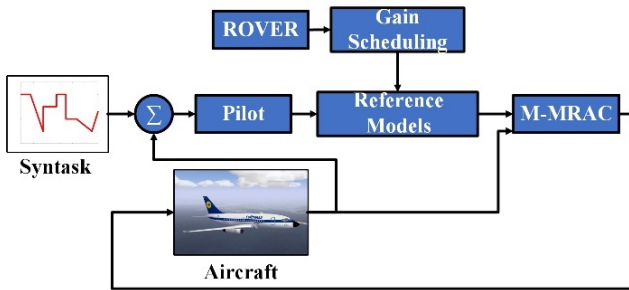 ROVER
Gain
Scheduling
Σ
Pilot
Reference
Models
M-MRAC
Syntask
Aircraft